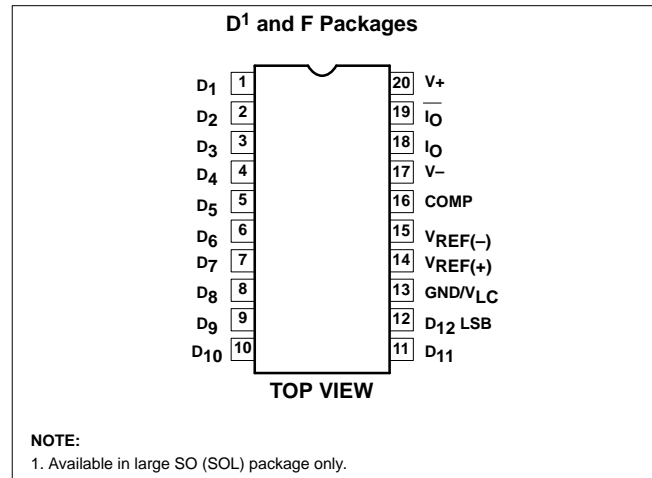 D1 and F Packages
D1 1 20 V+
D2 2 19 IO
D3 3 18 IO
D4 4 17 V–
D5 5 16 COMP
D6 6 15 VREF(–)
D7 7 14 VREF(+)
D8 8 13 GND/VLC
D9 9 12 D12 LSB
D10 10 11 D11
TOP VIEW
NOTE:
1. Available in large SO (SOL) package only.